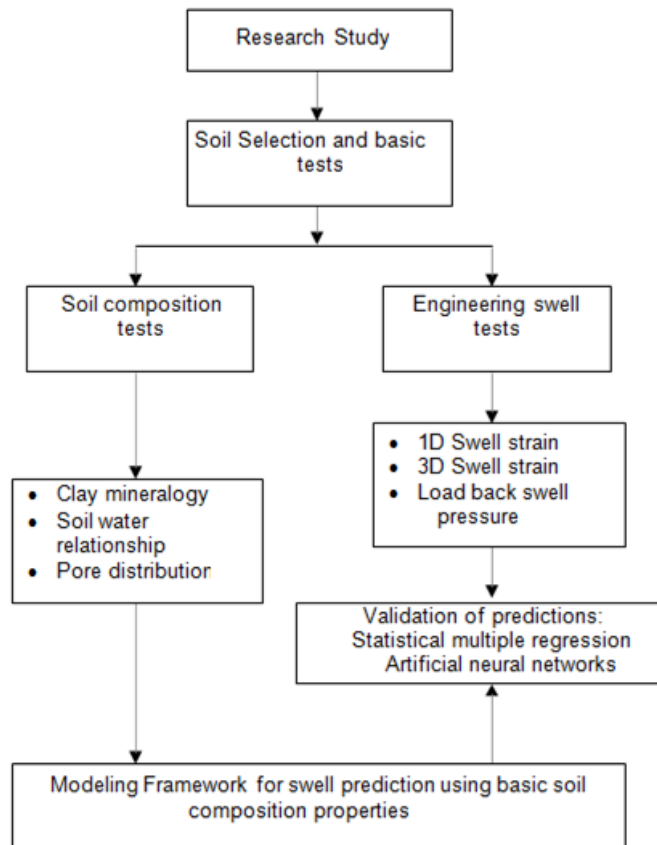 Research Study
Soil Selection and basic
tests
Soil composition
tests
Engineering swell
tests
• 1D Swell strain
• 3D Swell strain
• Load back swell
pressure
• Clay mineralogy
• Soil water
relationship
• Pore distribution
Validation of predictions:
Statistical multiple regression
Artificial neural networks
Modeling Framework for swell prediction using basic soil
composition properties